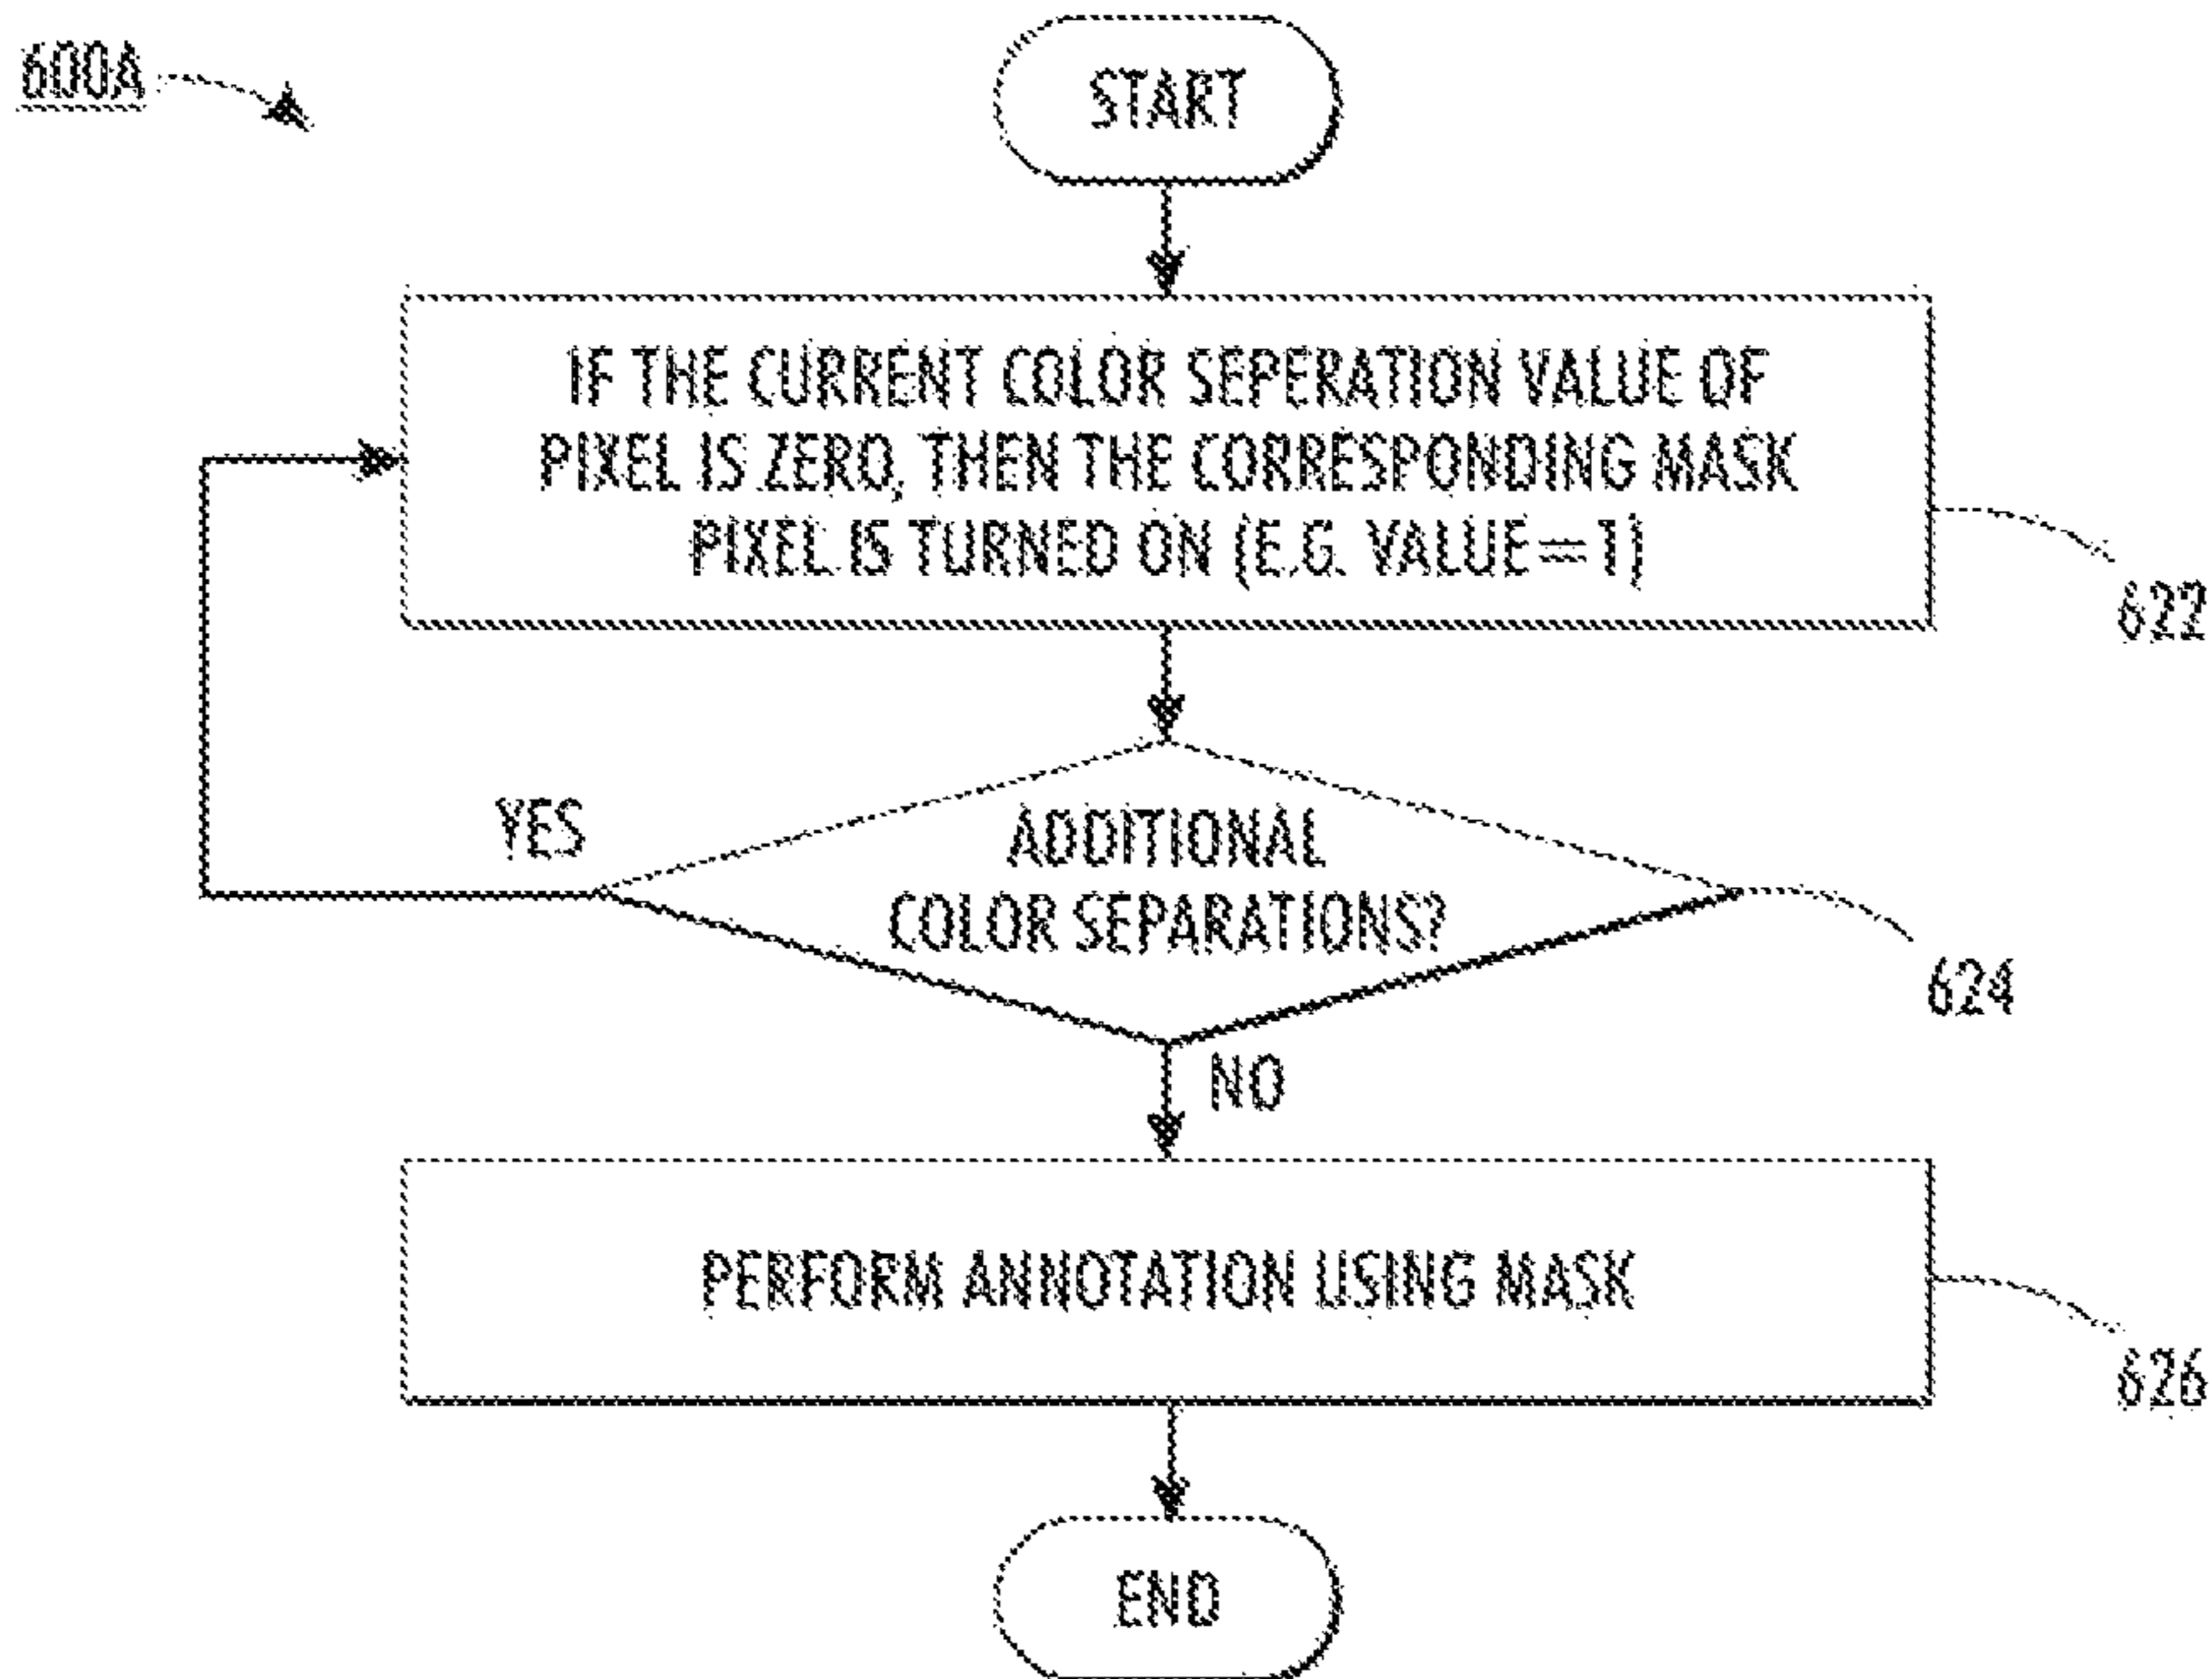 600A
START
IF THE CURRENT COLOR SEPERATION VALUE OF
PIXEL IS ZERO, THEN THE CORRESPONDING MASK
PIXEL IS TURNED ON (E.G. VALUE=1)
622
YES
ADDITIONAL
COLOR SEPARATIONS?
624
NO
PERFORM ANNOTATION USING MASK
626
END